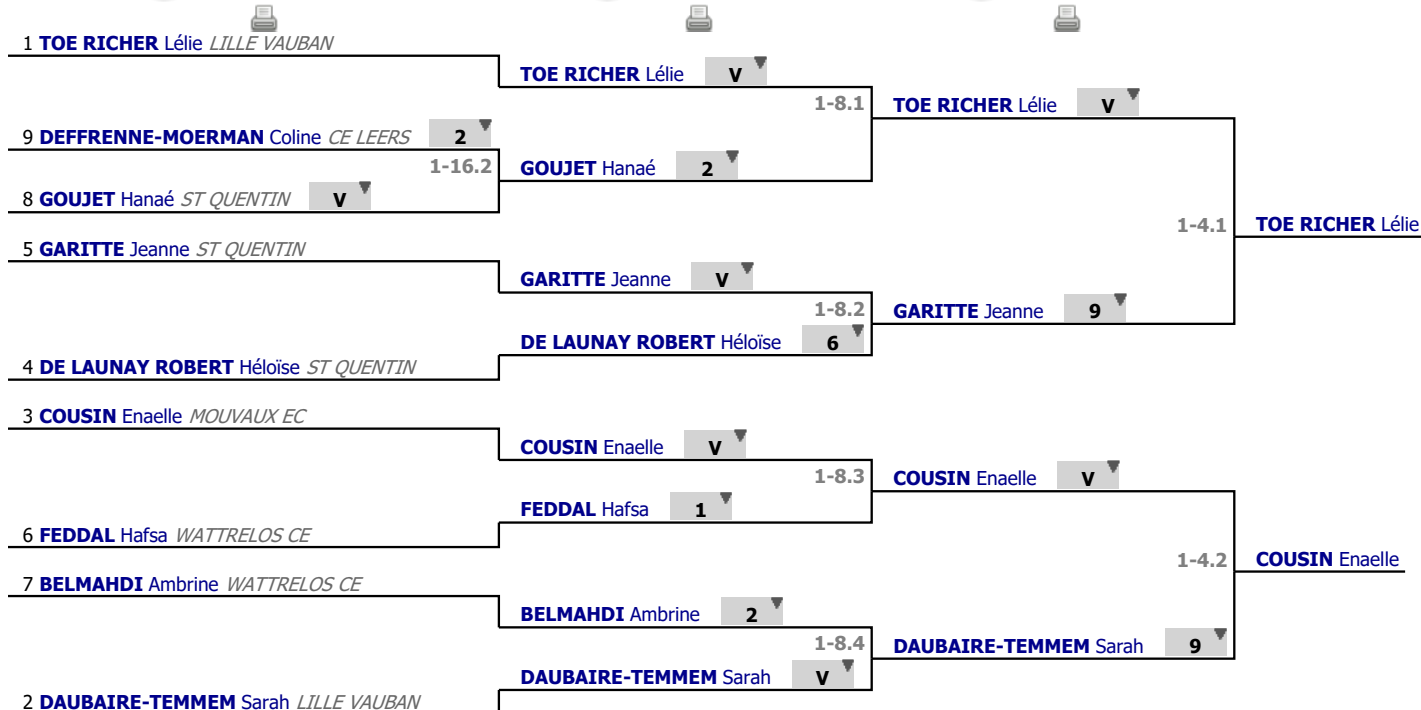 1 TOE RICHER Lélie LILLE VAUBAN
TOE RICHER Lélie V
1-8.1
TOE RICHER Lélie V
9 DEFFRENNE-MOERMAN Coline CE LEERS 2
1-16.2
GOUJET Hanaé 2
8 GOUJET Hanaé ST QUENTIN V
1-4.1
TOE RICHER Lélie
5 GARITTE Jeanne ST QUENTIN
GARITTE Jeanne V
1-8.2
GARITTE Jeanne 9
DE LAUNAY ROBERT Héloïse 6
4 DE LAUNAY ROBERT Héloïse ST QUENTIN
3 COUSIN Enaelle MOUVAUX EC
COUSIN Enaelle V
1-8.3
COUSIN Enaelle V
FEDDAL Hafsa 1
6 FEDDAL Hafsa WATTRELOS CE
1-4.2
COUSIN Enaelle
7 BELMAHDI Ambrine WATTRELOS CE
BELMAHDI Ambrine 2
1-8.4
DAUBAIRE-TEMMEM Sarah 9
DAUBAIRE-TEMMEM Sarah V
2 DAUBAIRE-TEMMEM Sarah LILLE VAUBAN